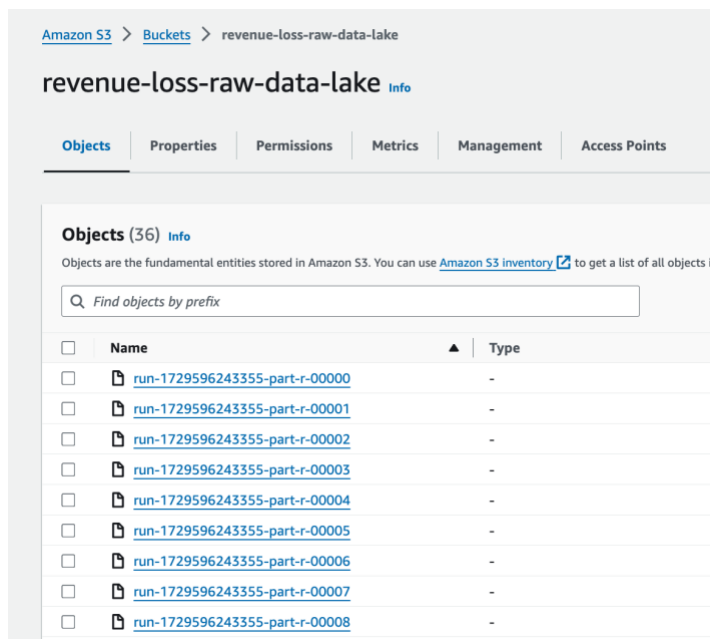 Amazon S3 > Buckets > revenue-loss-raw-data-lake
revenue-loss-raw-data-lake Info
Objects Properties Permissions Metrics Management Access Points
Objects (36) Info
Objects are the fundamental entities stored in Amazon S3. You can use Amazon S3 inventory to get a list of all objects
Find objects by prefix
Name ▲ Type
run-1729596243355-part-r-00000 -
run-1729596243355-part-r-00001 -
run-1729596243355-part-r-00002 -
run-1729596243355-part-r-00003 -
run-1729596243355-part-r-00004 -
run-1729596243355-part-r-00005 -
run-1729596243355-part-r-00006 -
run-1729596243355-part-r-00007 -
run-1729596243355-part-r-00008 -